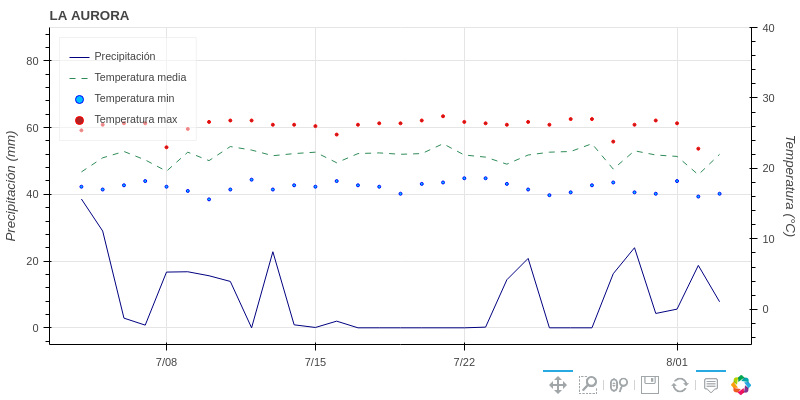 LA AURORA
Precipitación
Temperatura media
Temperatura min
Temperatura max
Precipitación (mm)
80
60
40
20
0
Temperatura (°C)
40
30
20
10
0
7/08
7/15
7/22
8/01